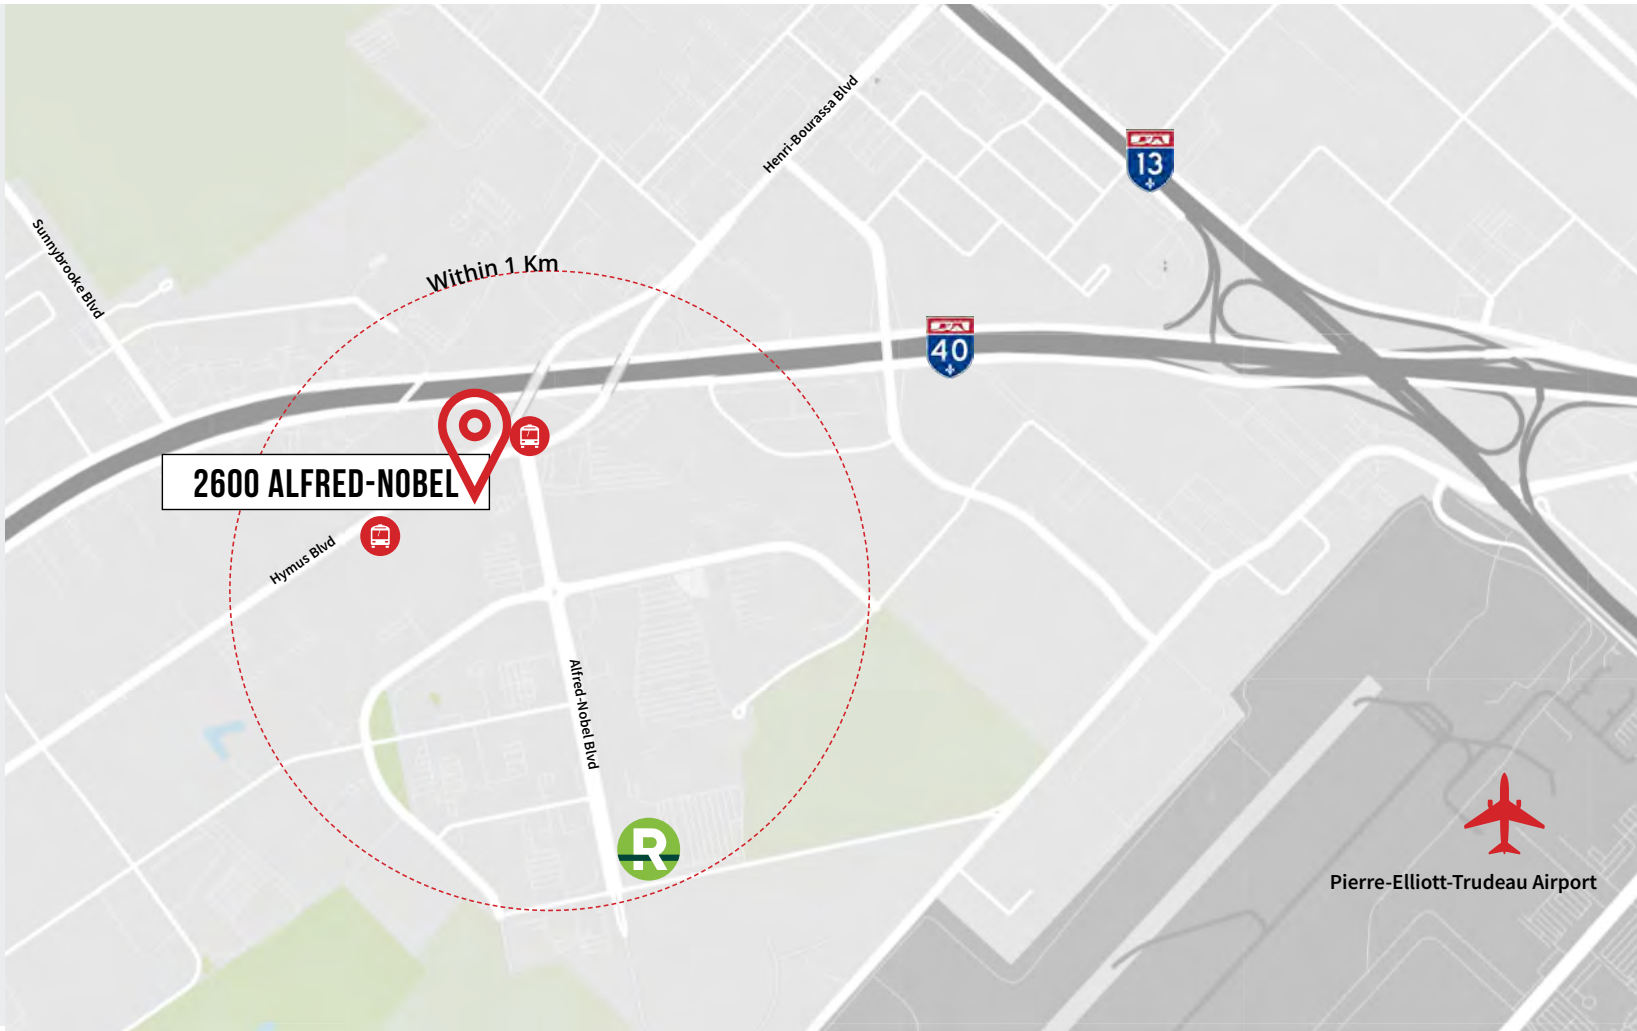 Henri-Bourassa Blvd
13
Sunnybrooke Blvd
Within 1 Km
40
2600 ALFRED-NOBEL
Hymus Blvd
Alfred-Nobel Blvd
R
Pierre-Elliott-Trudeau Airport